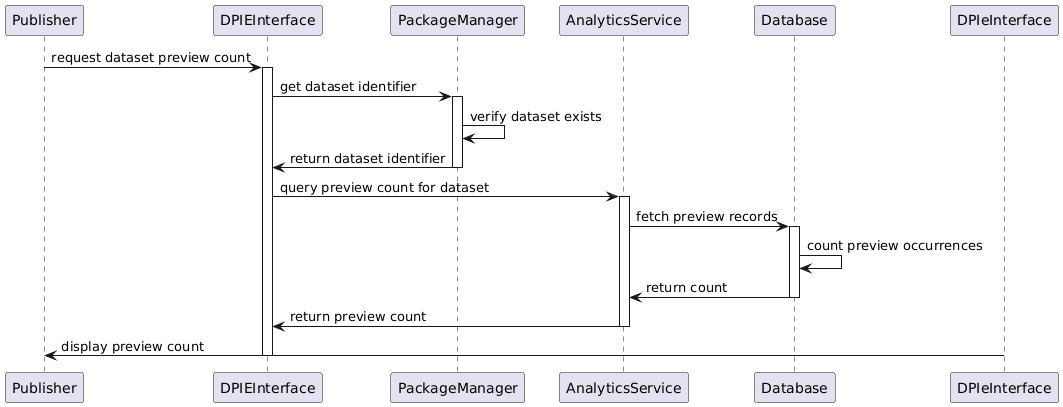 Publisher DPIEInterface PackageManager AnalyticsService Database DPIeInterface
request dataset preview count
get dataset identifier
verify dataset exists
return dataset identifier
query preview count for dataset
fetch preview records
count preview occurrences
return count
return preview count
display preview count
Publisher DPIEInterface PackageManager AnalyticsService Database DPIeInterface